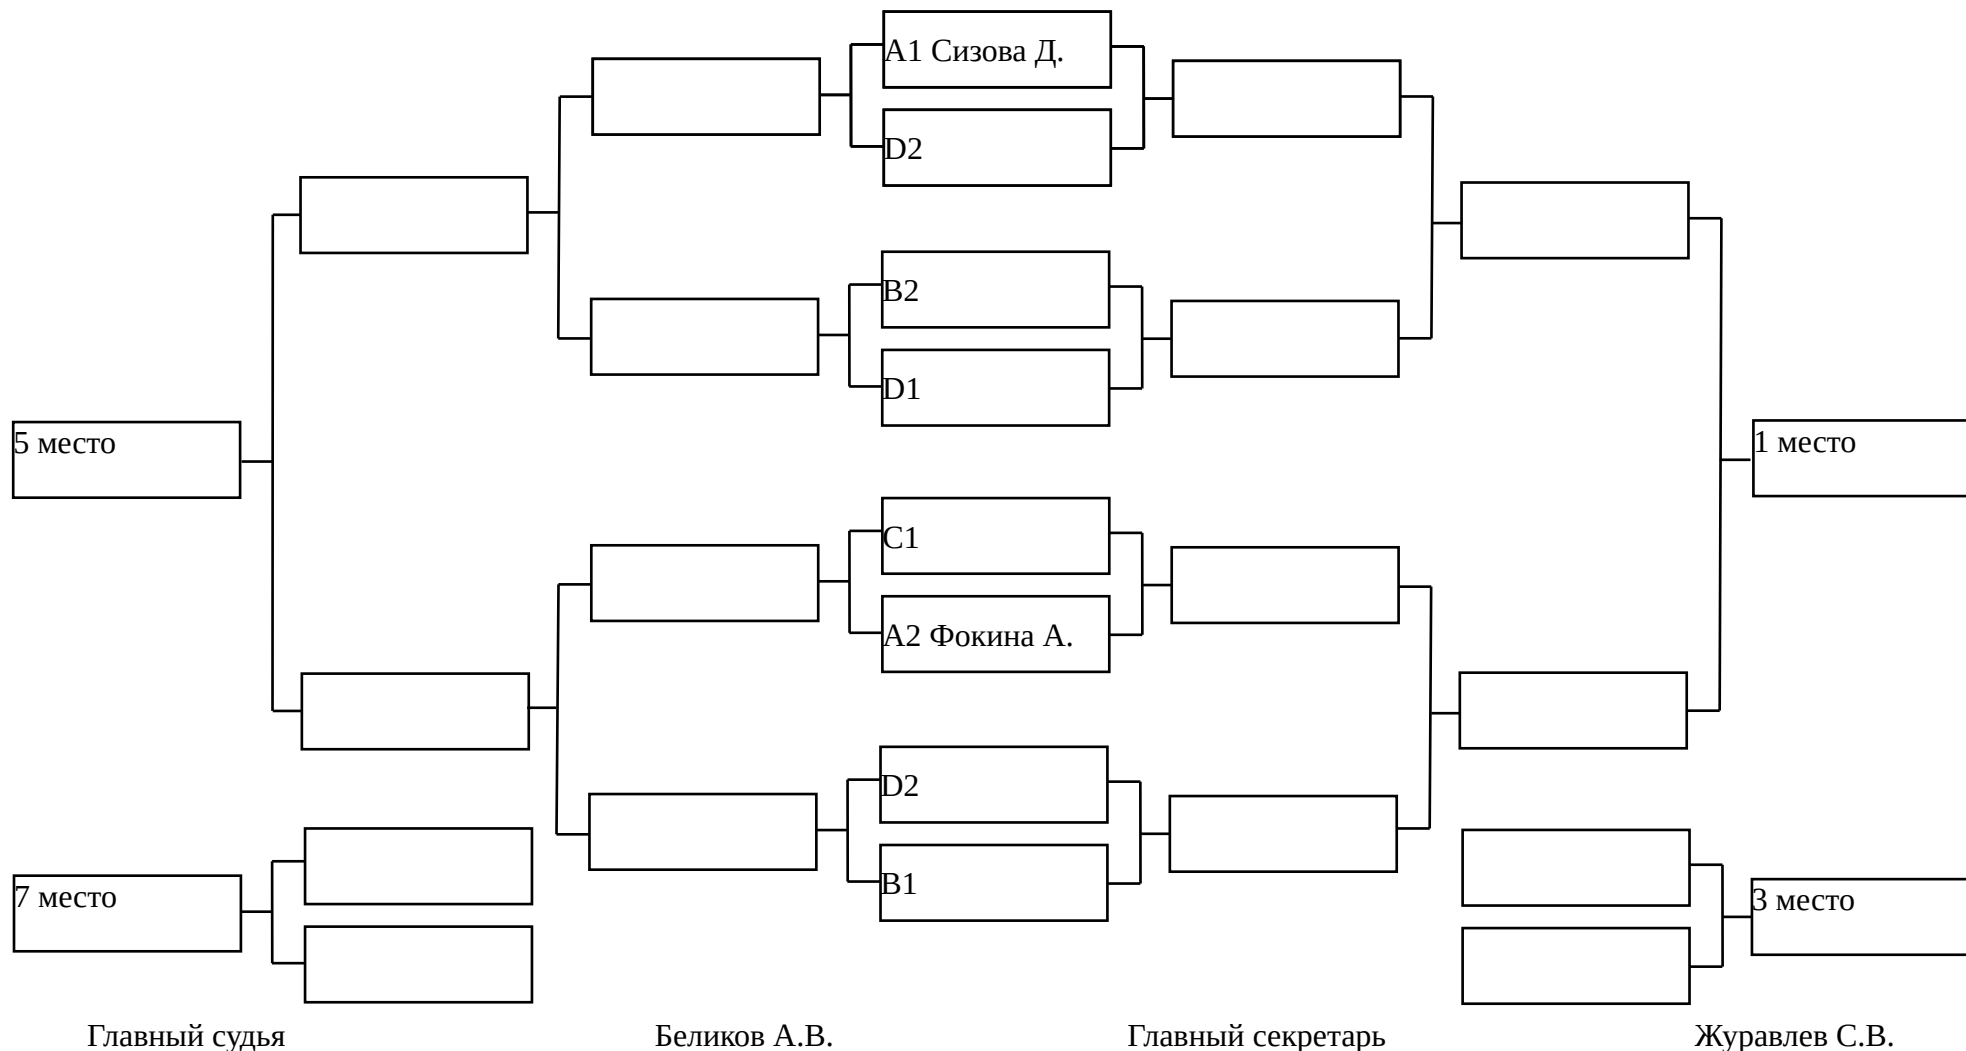 A1 Сизова Д.
D2
B2
D1
5 место
1 место
C1
A2 Фокина А.
D2
B1
7 место
3 место
Главный судья Беликов А.В. Главный секретарь Журавлев С.В.